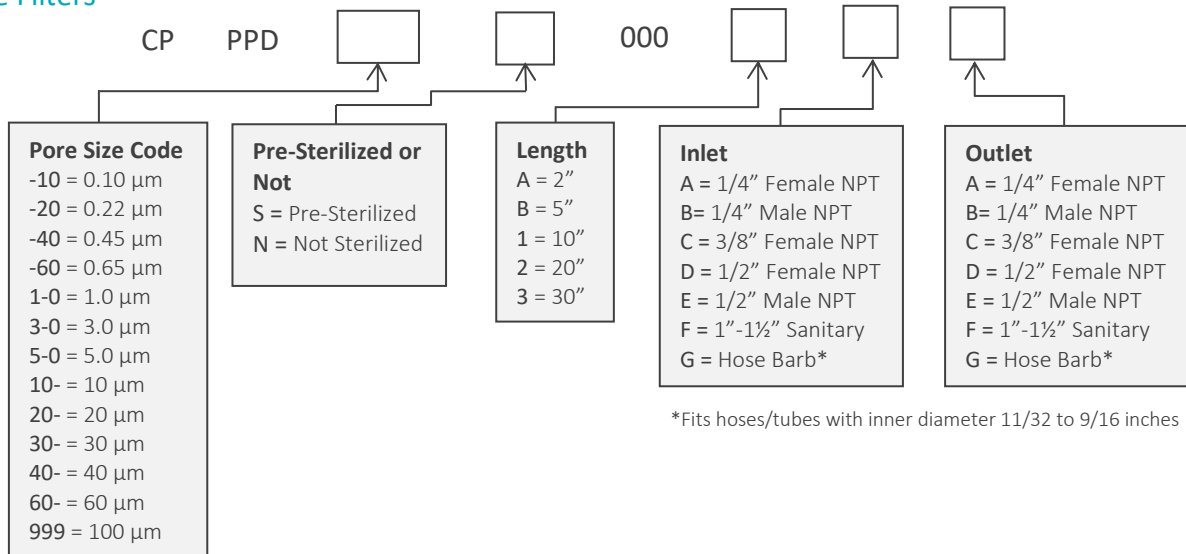 Filters
CP PPD 000
Pore Size Code
-10 = 0.10 µm
-20 = 0.22 µm
-40 = 0.45 µm
-60 = 0.65 µm
1-0 = 1.0 µm
3-0 = 3.0 µm
5-0 = 5.0 µm
10- = 10 µm
20- = 20 µm
30- = 30 µm
40- = 40 µm
60- = 60 µm
999 = 100 µm
Pre-Sterilized or
Not
S = Pre-Sterilized
N = Not Sterilized
Length
A = 2”
B = 5”
1 = 10”
2 = 20”
3 = 30”
Inlet
A = 1/4” Female NPT
B= 1/4” Male NPT
C = 3/8” Female NPT
D = 1/2” Female NPT
E = 1/2” Male NPT
F = 1”-1½” Sanitary
G = Hose Barb*
Outlet
A = 1/4” Female NPT
B= 1/4” Male NPT
C = 3/8” Female NPT
D = 1/2” Female NPT
E = 1/2” Male NPT
F = 1”-1½” Sanitary
G = Hose Barb*
*Fits hoses/tubes with inner diameter 11/32 to 9/16 inches